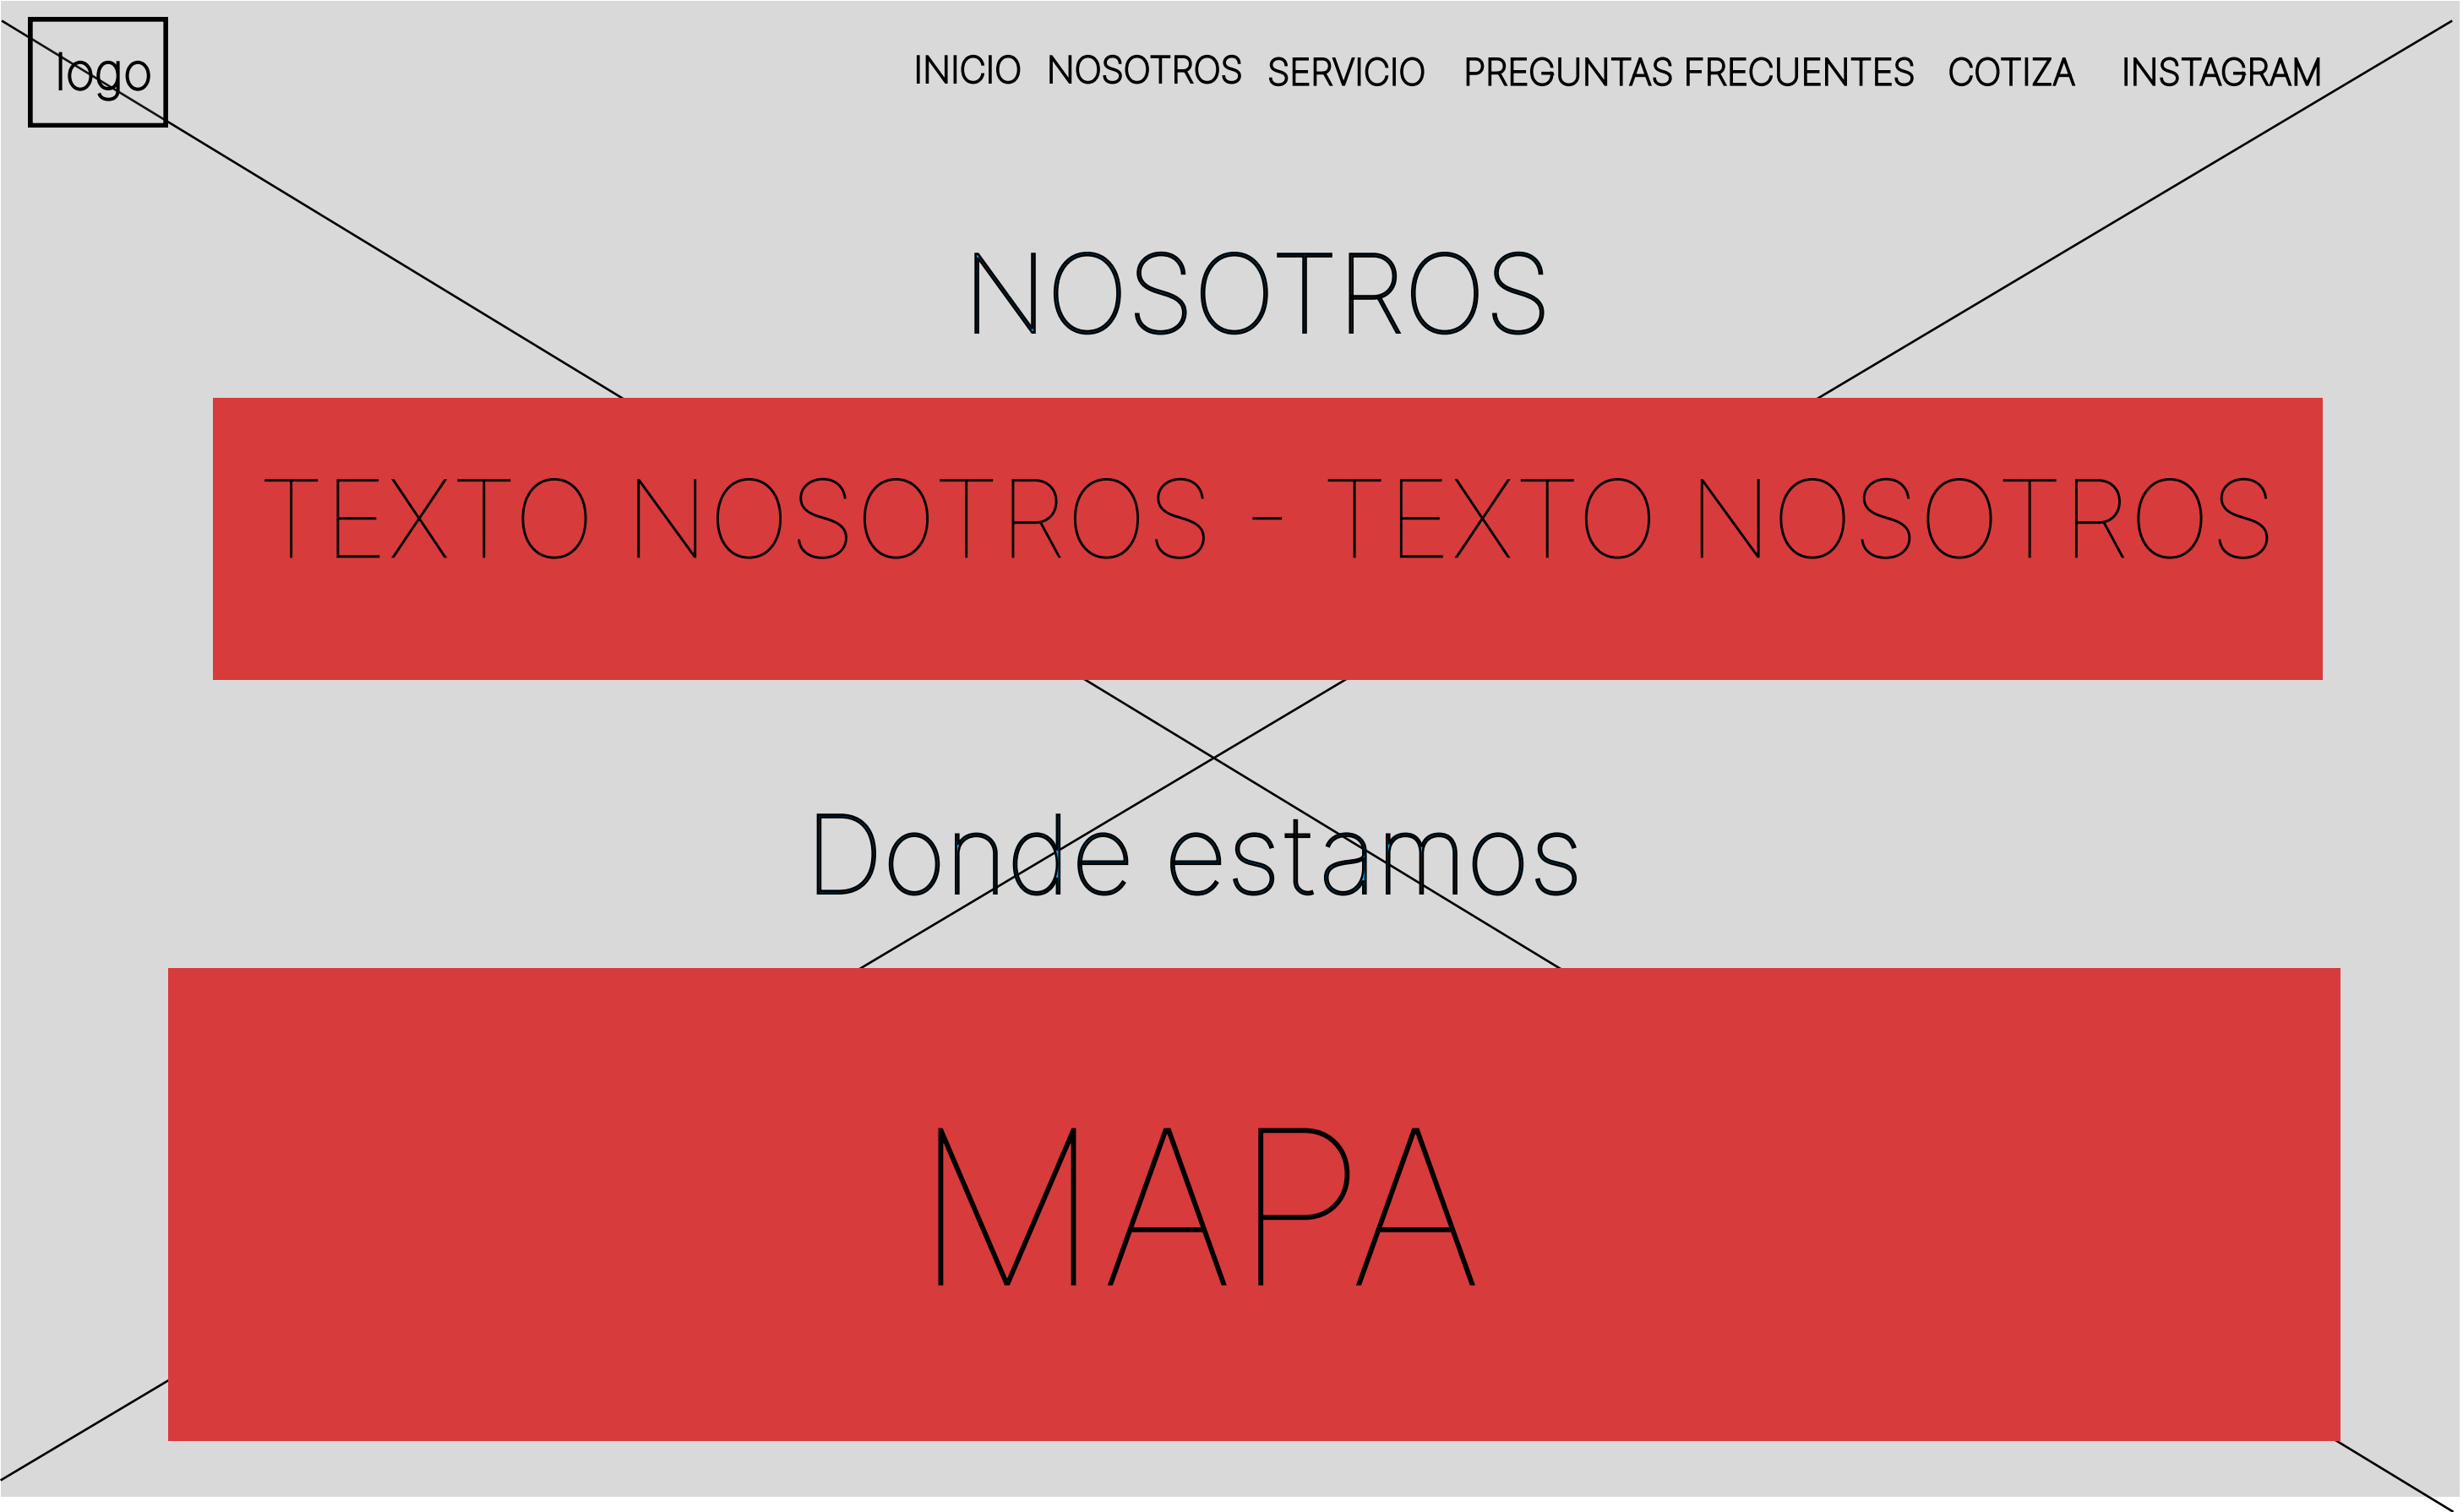 logo
INICIO NOSOTROS SERVICIO PREGUNTAS FRECUENTES COTIZA INSTAGRAM
NOSOTROS
TEXTO NOSOTROS - TEXTO NOSOTROS
Donde estamos
MAPA